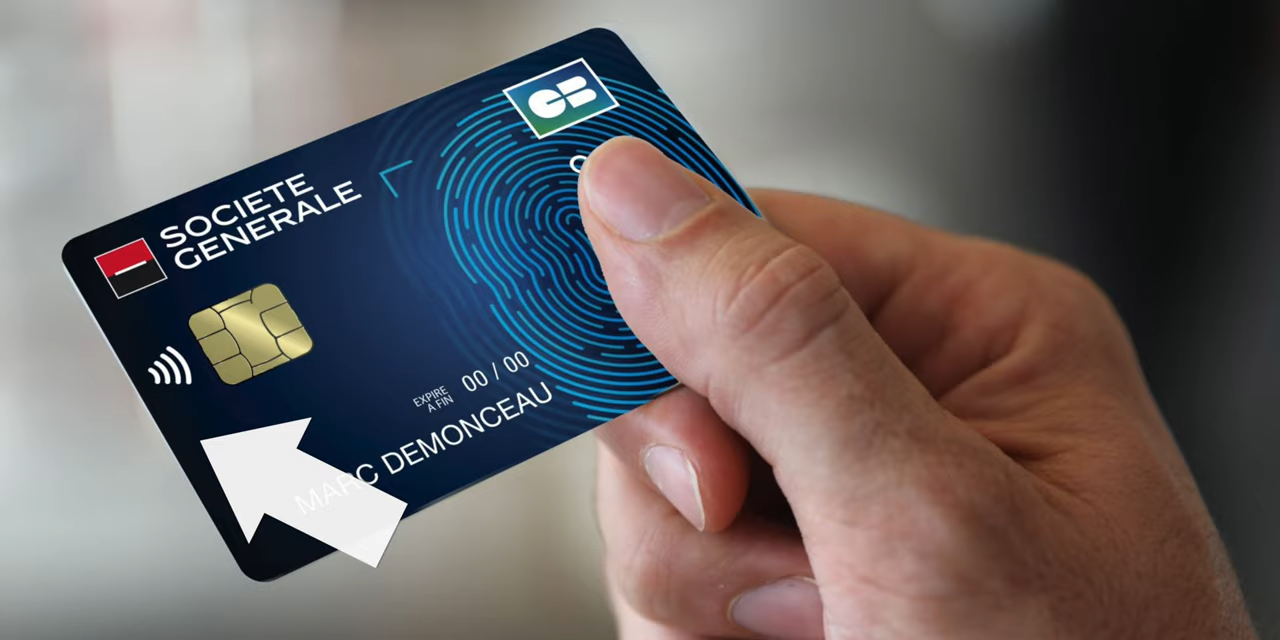 CB
SOCIETE
GENERALE
EXPIRE
A FIN
00 / 00
MARC DEMONCEAU